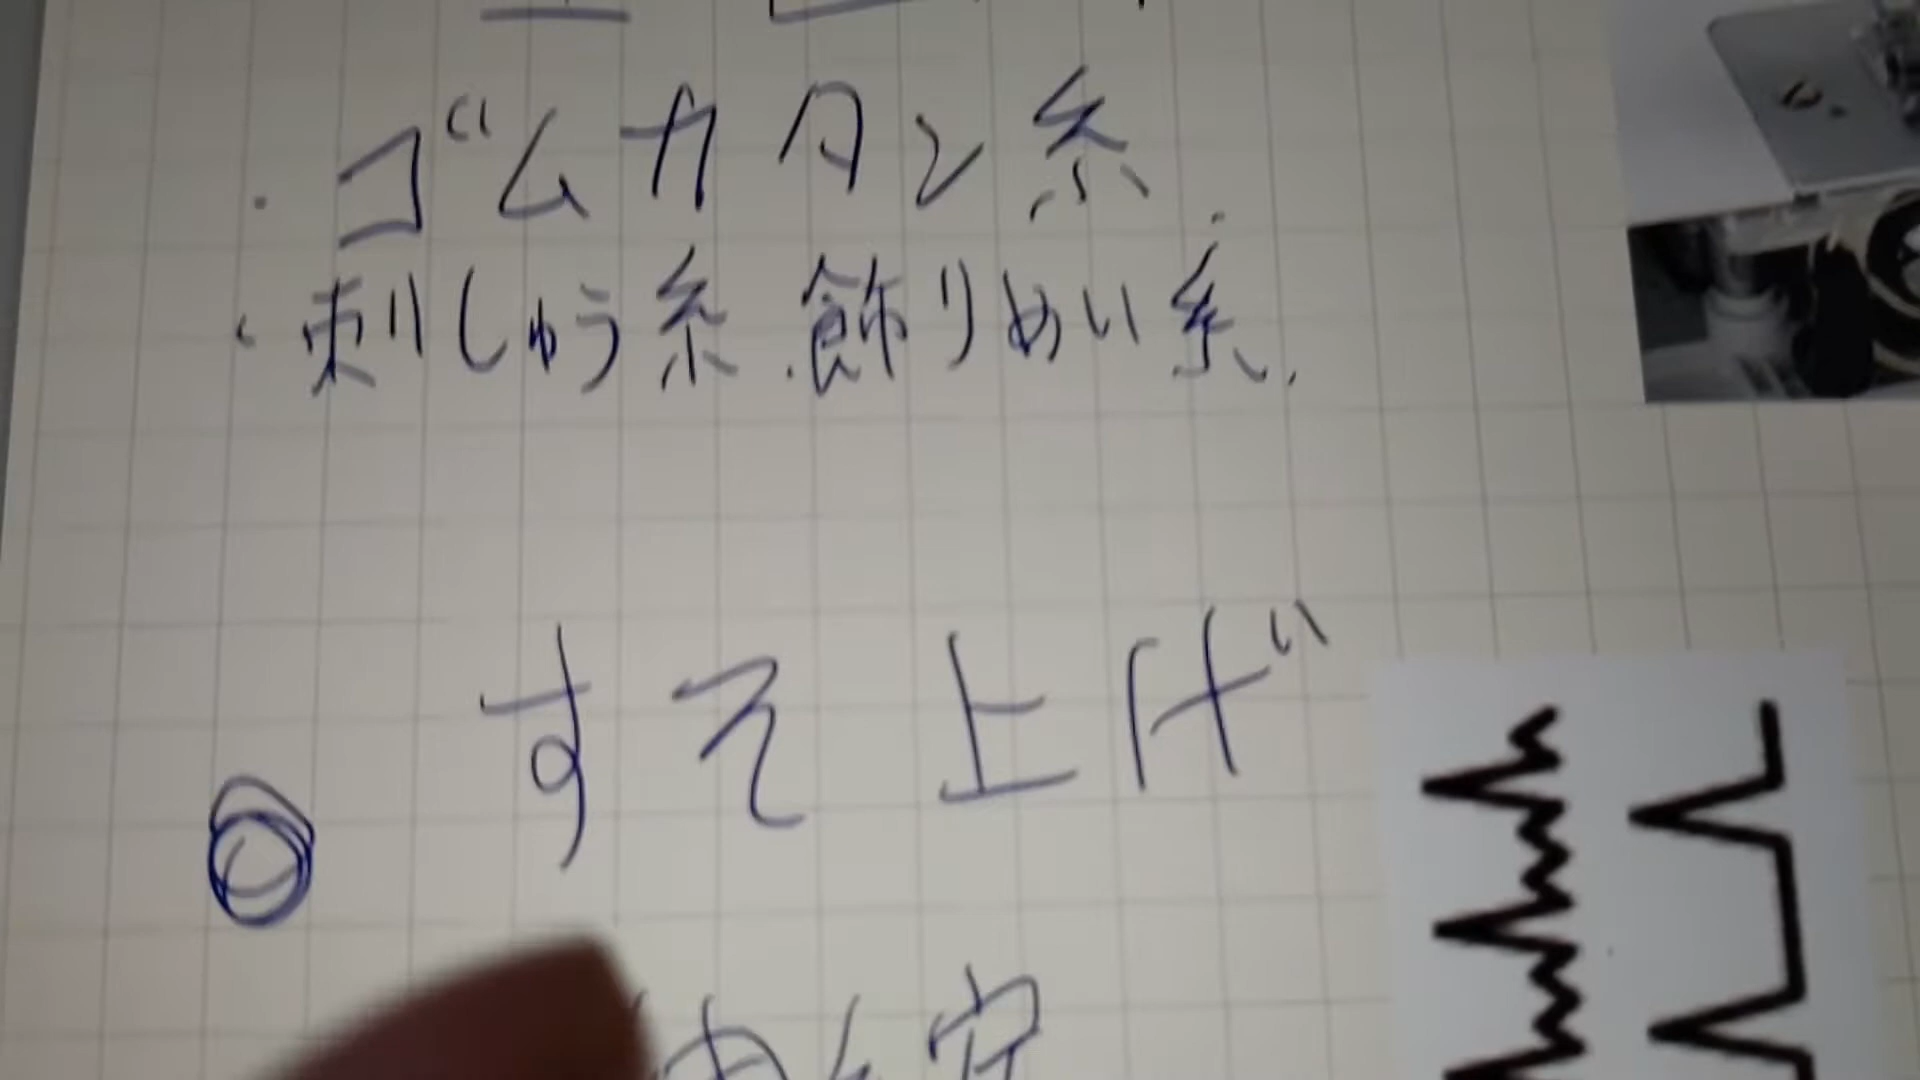 ・ゴムカタン糸
・刺しゅう糸.飾りぬい糸.
すそ上げ